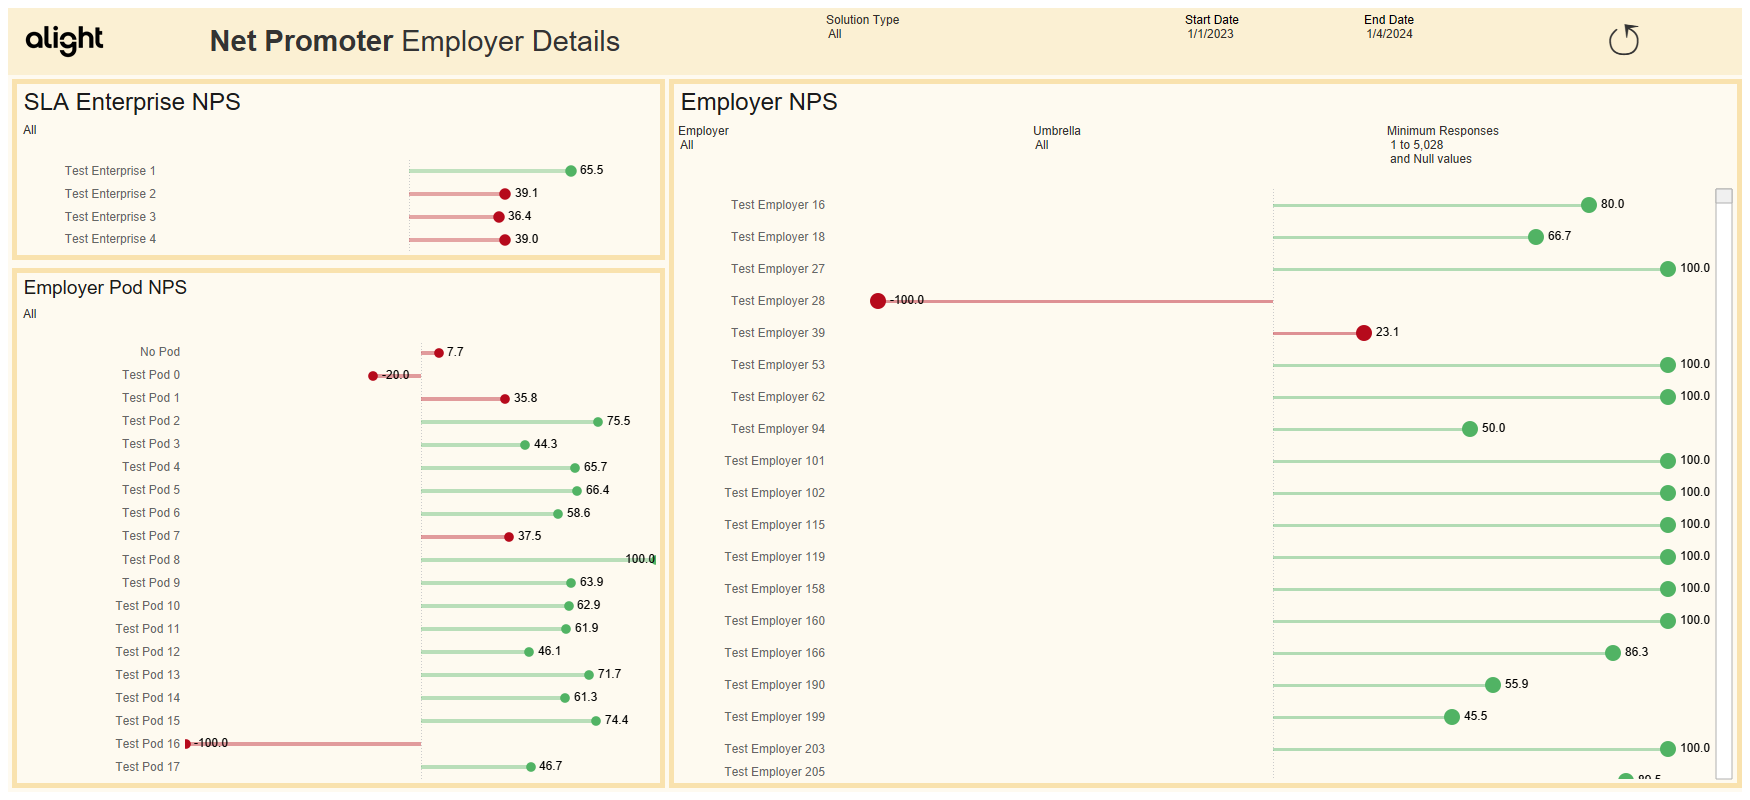 alight
Net Promoter Employer Details
Solution Type
All
Start Date
1/1/2023
End Date
1/4/2024
SLA Enterprise NPS
All
Test Enterprise 1 65.5
Test Enterprise 2 39.1
Test Enterprise 3 36.4
Test Enterprise 4 39.0
Employer Pod NPS
All
No Pod 7.7
Test Pod 0 -20.0
Test Pod 1 35.8
Test Pod 2 75.5
Test Pod 3 44.3
Test Pod 4 65.7
Test Pod 5 66.4
Test Pod 6 58.6
Test Pod 7 37.5
Test Pod 8 100.0
Test Pod 9 63.9
Test Pod 10 62.9
Test Pod 11 61.9
Test Pod 12 46.1
Test Pod 13 71.7
Test Pod 14 61.3
Test Pod 15 74.4
Test Pod 16 -100.0
Test Pod 17 46.7
Employer NPS
Employer
All
Umbrella
All
Minimum Responses
1 to 5,028
and Null values
Test Employer 16 80.0
Test Employer 18 66.7
Test Employer 27 100.0
Test Employer 28 -100.0
Test Employer 39 23.1
Test Employer 53 100.0
Test Employer 62 100.0
Test Employer 94 50.0
Test Employer 101 100.0
Test Employer 102 100.0
Test Employer 115 100.0
Test Employer 119 100.0
Test Employer 158 100.0
Test Employer 160 100.0
Test Employer 166 86.3
Test Employer 190 55.9
Test Employer 199 45.5
Test Employer 203 100.0
Test Employer 205